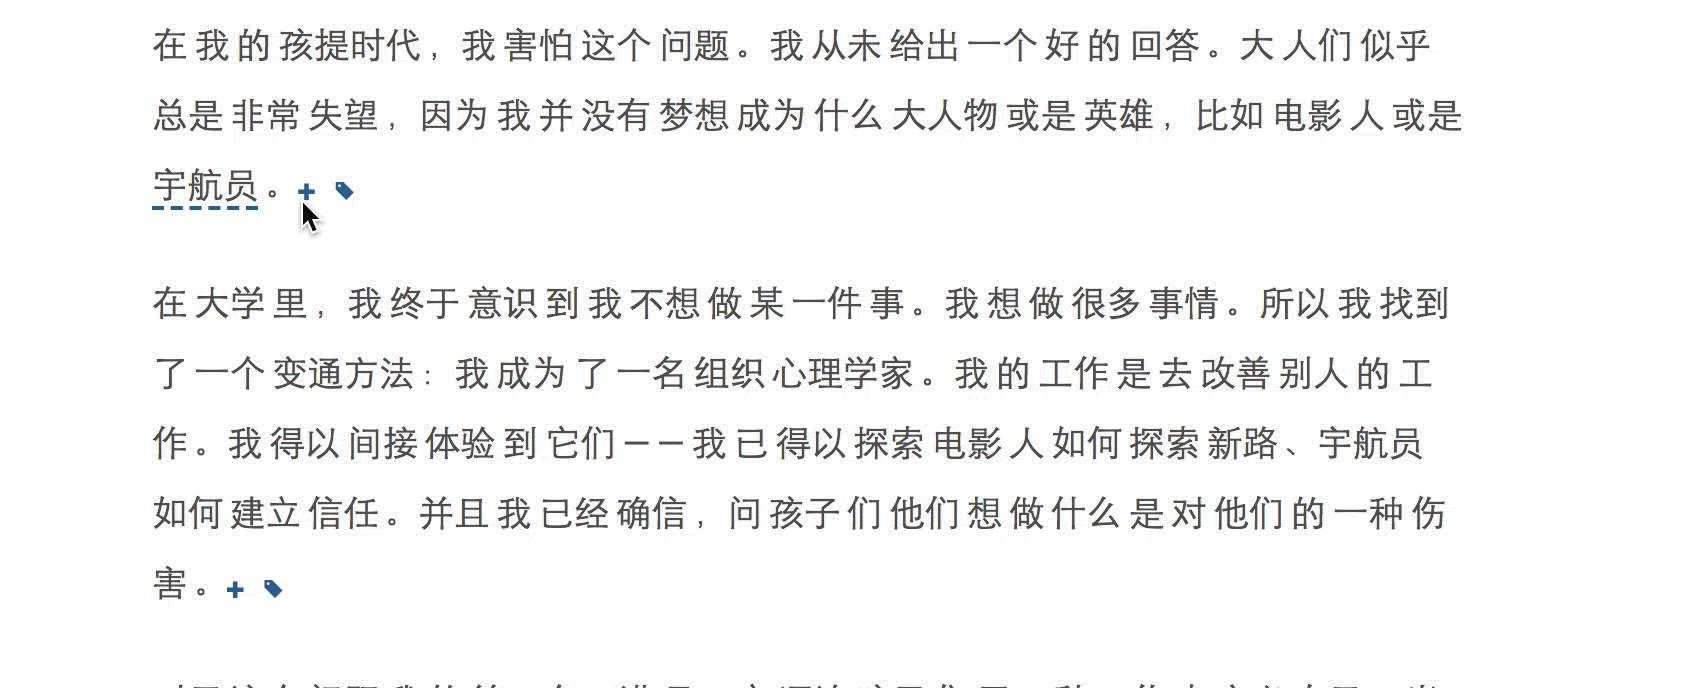 在我的孩提时代，我害怕这个问题。我从未给出一个好的回答。大人们似乎
总是非常失望，因为我并没有梦想成为什么大人物或是英雄，比如电影人或是
宇航员。
在大学里，我终于意识到我不想做某一件事。我想做很多事情。所以我找到
了一个变通方法：我成为了一名组织心理学家。我的工作是去改善别人的工
作。我得以间接体验到它们——我已得以探索电影人如何探索新路、宇航员
如何建立信任。并且我已经确信，问孩子们他们想做什么是对他们的一种伤
害。